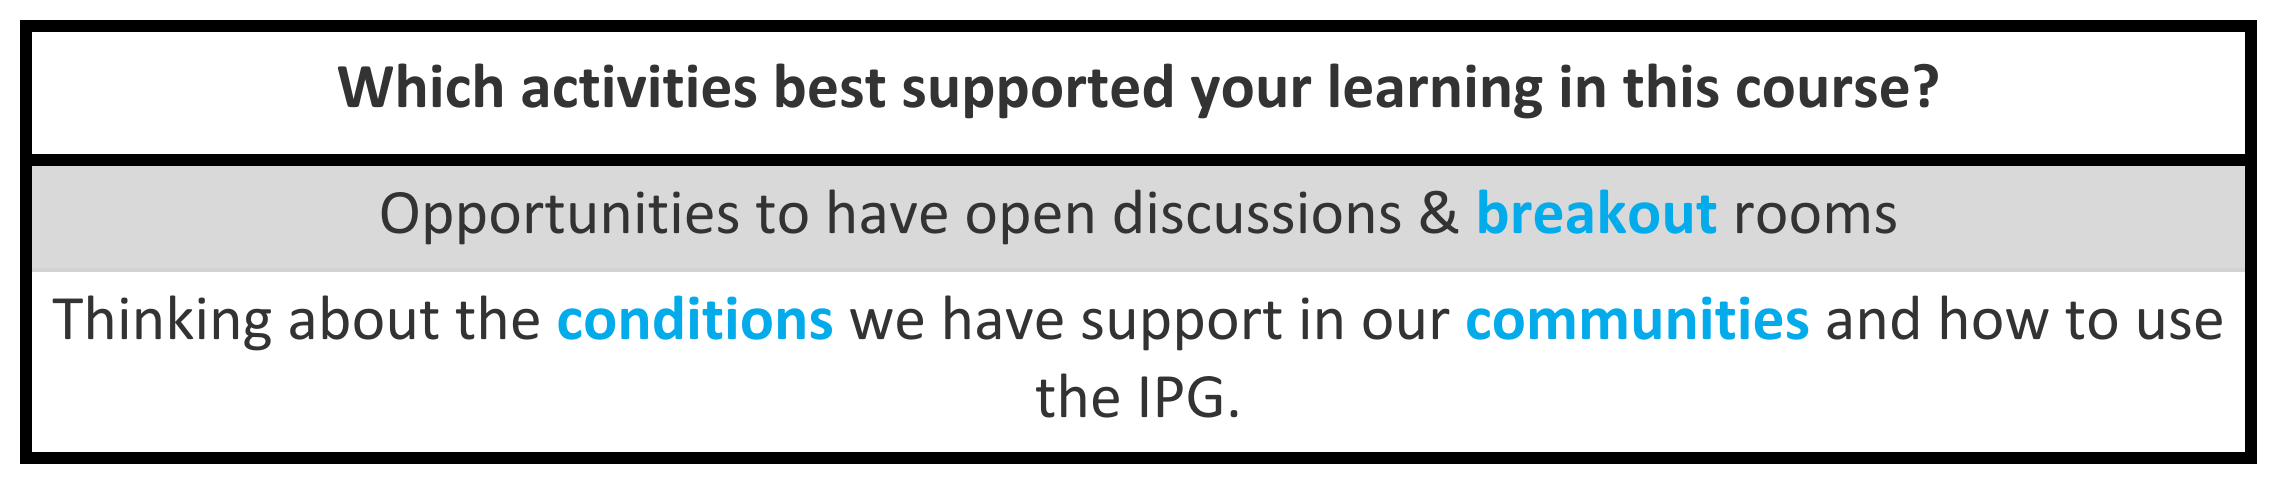 Which activities best supported your learning in this course?
Opportunities to have open discussions & breakout rooms
Thinking about the conditions we have support in our communities and how to use
the IPG.